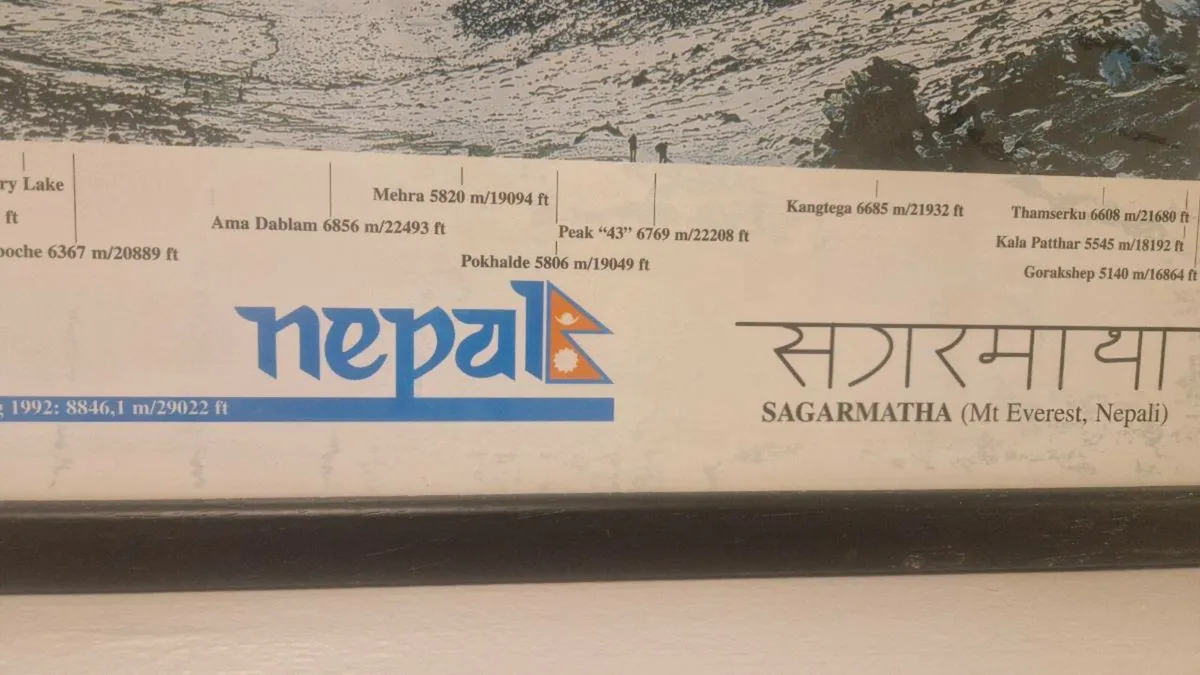 ry Lake
ft
oche 6367 m/20889 ft
Ama Dablam 6856 m/22493 ft
Mehra 5820 m/19094 ft
Peak “43” 6769 m/22208 ft
Pokhalde 5806 m/19049 ft
Kangtega 6685 m/21932 ft
Thamserku 6608 m/21680 ft
Kala Patthar 5545 m/18192 ft
Gorakshep 5140 m/16864 ft
nepal
g 1992: 8846,1 m/29022 ft
सगरमाथा
SAGARMATHA (Mt Everest, Nepali)